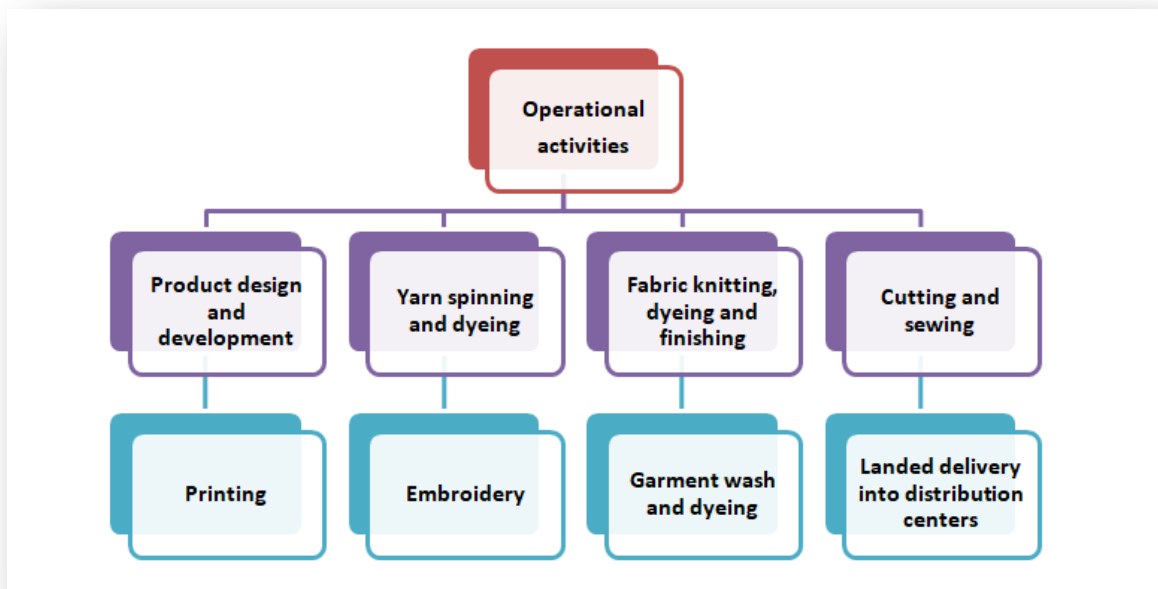 Operational
activities
Product design
and
development
Yarn spinning
and dyeing
Fabric knitting,
dyeing and
finishing
Cutting and
sewing
Printing
Embroidery
Garment wash
and dyeing
Landed delivery
into distribution
centers